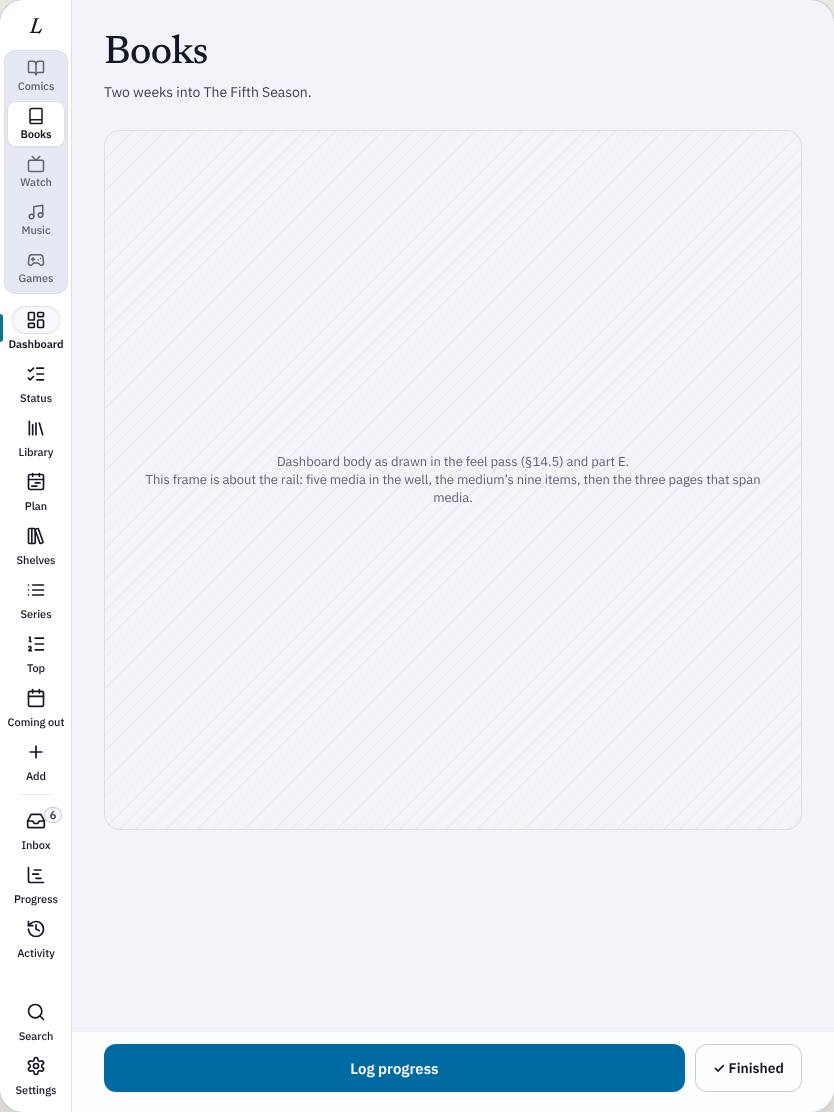 L
Comics
Books
Watch
Music
Games
Dashboard
Status
Library
Plan
Shelves
Series
Top
Coming out
Add
6
Inbox
Progress
Activity
Search
Settings
Books
Two weeks into The Fifth Season.
Dashboard body as drawn in the feel pass (§14.5) and part E.
This frame is about the rail: five media in the well, the medium’s nine items, then the three pages that span
media.
Log progress
Finished